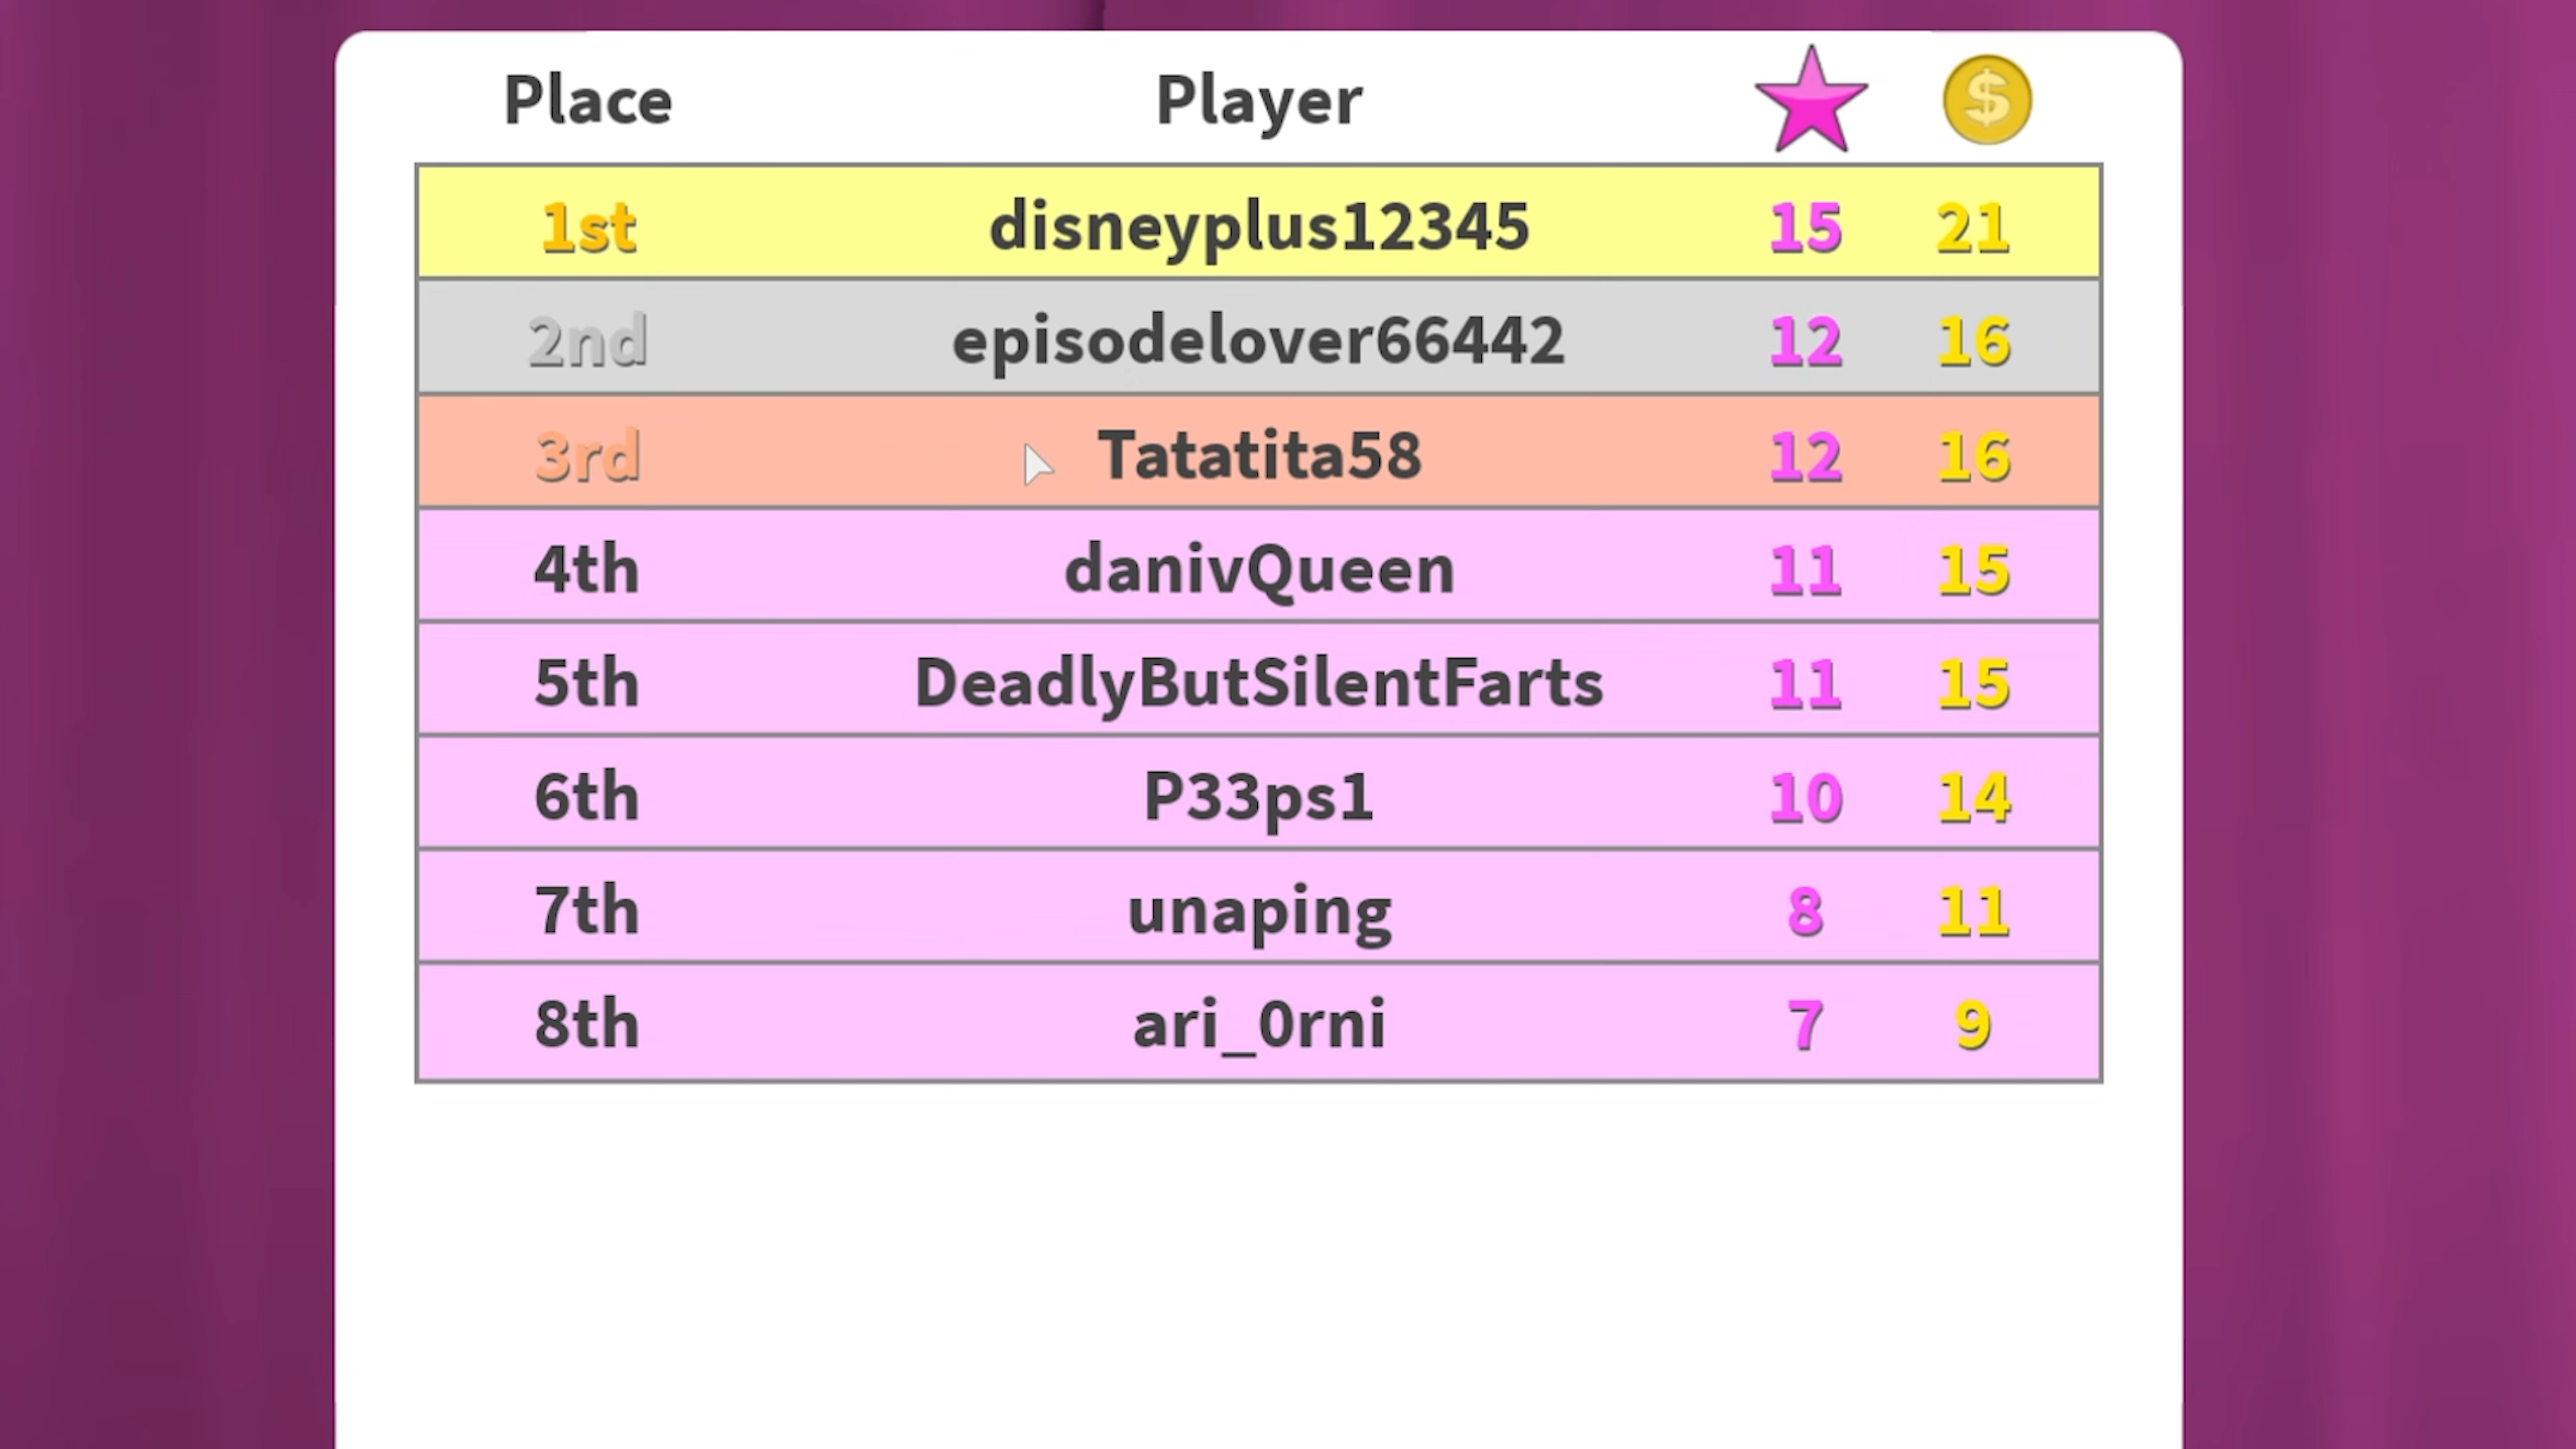 Place Player
1st disneyplus12345 15 21
2nd episodelover66442 12 16
3rd Tatatita58 12 16
4th danivQueen 11 15
5th DeadlyButSilentFarts 11 15
6th P33ps1 10 14
7th unaping 8 11
8th ari_0rni 7 9